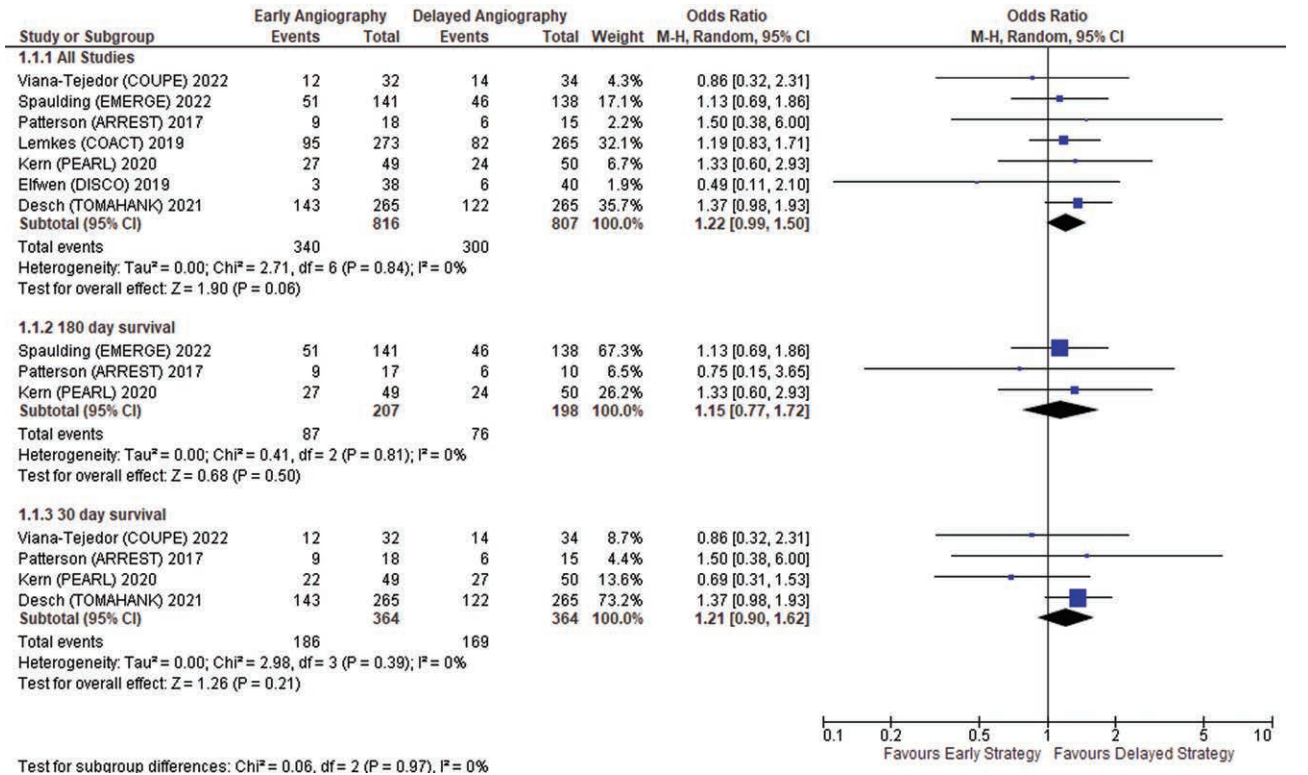 Early Angiography Delayed Angiography Odds Ratio Odds Ratio
Study or Subgroup Events Total Events Total Weight M-H, Random, 95% CI M-H, Random, 95% CI
1.1.1 All Studies
Viana-Tejedor (COUPE) 2022 12 32 14 34 4.3% 0.86 [0.32, 2.31]
Spaulding (EMERGE) 2022 51 141 46 138 17.1% 1.13 [0.69, 1.86]
Patterson (ARREST) 2017 9 18 6 15 2.2% 1.50 [0.38, 6.00]
Lemkes (COACT) 2019 95 273 82 265 32.1% 1.19 [0.83, 1.71]
Kern (PEARL) 2020 27 49 24 50 6.7% 1.33 [0.60, 2.93]
Elfwen (DISCO) 2019 3 38 6 40 1.9% 0.49 [0.11, 2.10]
Desch (TOMAHANK) 2021 143 265 122 265 35.7% 1.37 [0.98, 1.93]
Subtotal (95% CI) 816 807 100.0% 1.22 [0.99, 1.50]
Total events 340 300
Heterogeneity: Tau² = 0.00; Chi² = 2.71, df = 6 (P = 0.84); I² = 0%
Test for overall effect: Z = 1.90 (P = 0.06)
1.1.2 180 day survival
Spaulding (EMERGE) 2022 51 141 46 138 67.3% 1.13 [0.69, 1.86]
Patterson (ARREST) 2017 9 17 6 10 6.5% 0.75 [0.15, 3.65]
Kern (PEARL) 2020 27 49 24 50 26.2% 1.33 [0.60, 2.93]
Subtotal (95% CI) 207 198 100.0% 1.15 [0.77, 1.72]
Total events 87 76
Heterogeneity: Tau² = 0.00; Chi² = 0.41, df = 2 (P = 0.81); I² = 0%
Test for overall effect: Z = 0.68 (P = 0.50)
1.1.3 30 day survival
Viana-Tejedor (COUPE) 2022 12 32 14 34 8.7% 0.86 [0.32, 2.31]
Patterson (ARREST) 2017 9 18 6 15 4.4% 1.50 [0.38, 6.00]
Kern (PEARL) 2020 22 49 27 50 13.6% 0.69 [0.31, 1.53]
Desch (TOMAHANK) 2021 143 265 122 265 73.2% 1.37 [0.98, 1.93]
Subtotal (95% CI) 364 364 100.0% 1.21 [0.90, 1.62]
Total events 186 169
Heterogeneity: Tau² = 0.00; Chi² = 2.98, df = 3 (P = 0.39); I² = 0%
Test for overall effect: Z = 1.26 (P = 0.21)
0.1 0.2 0.5 1 2 5 10
Favours Early Strategy Favours Delayed Strategy
Test for subgroup differences: Chi² = 0.06, df = 2 (P = 0.97), I² = 0%